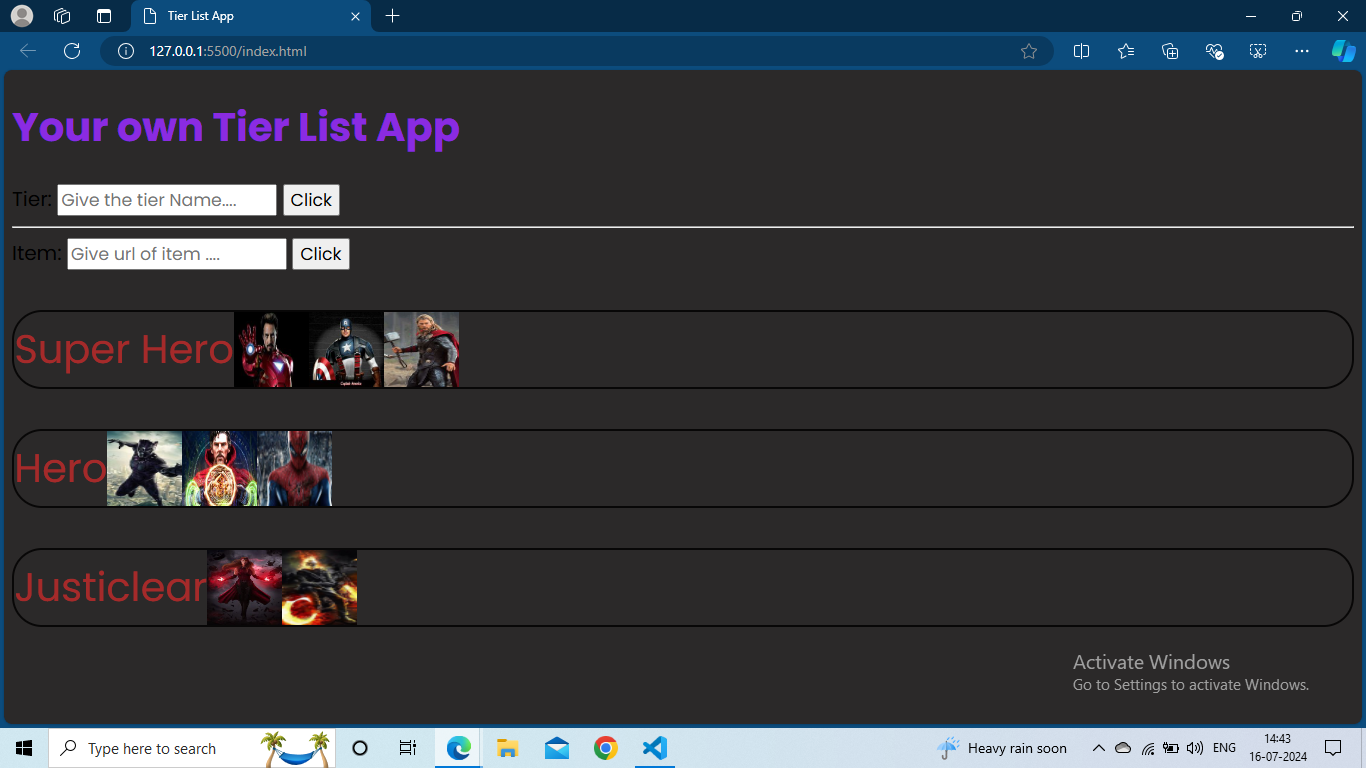 Tier List App
127.0.0.1:5500/index.html
Your own Tier List App
Tier: Give the tier Name.... Click
Item: Give url of item .... Click
Super Hero
Hero
Justiclear
Activate Windows
Go to Settings to activate Windows.
Type here to search
Heavy rain soon
ENG
14:43
16-07-2024